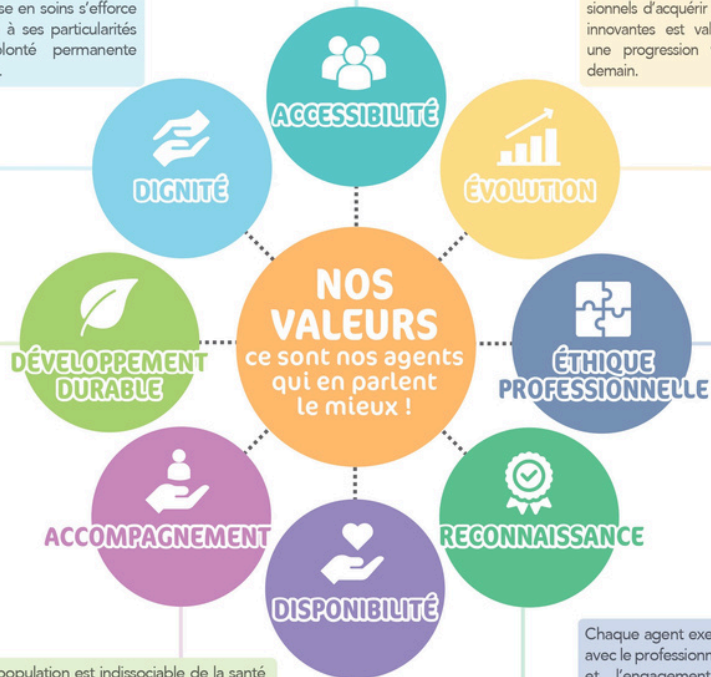 se en soins s'efforce
à ses particularités
olonté permanente
sionnels d'acquérir
innovantes est val
une progression
demain.
ACCESSIBILITÉ
DIGNITÉ
ÉVOLUTION
NOS
VALEURS
ce sont nos agents
qui en parlent
le mieux !
DÉVELOPPEMENT
DURABLE
ÉTHIQUE
PROFESSIONNELLE
ACCOMPAGNEMENT
RECONNAISSANCE
DISPONIBILITÉ
Chaque agent exe
avec le professionn
et l'engagement
population est indissociable de la santé